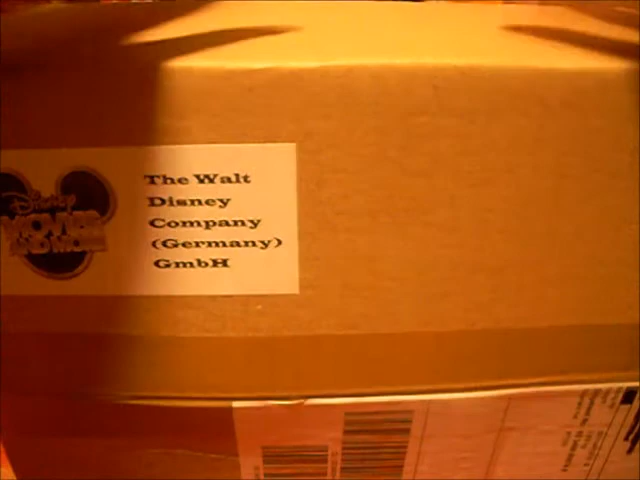 Disney
MOVIES
AND MORE
The Walt
Disney
Company
(Germany)
GmbH